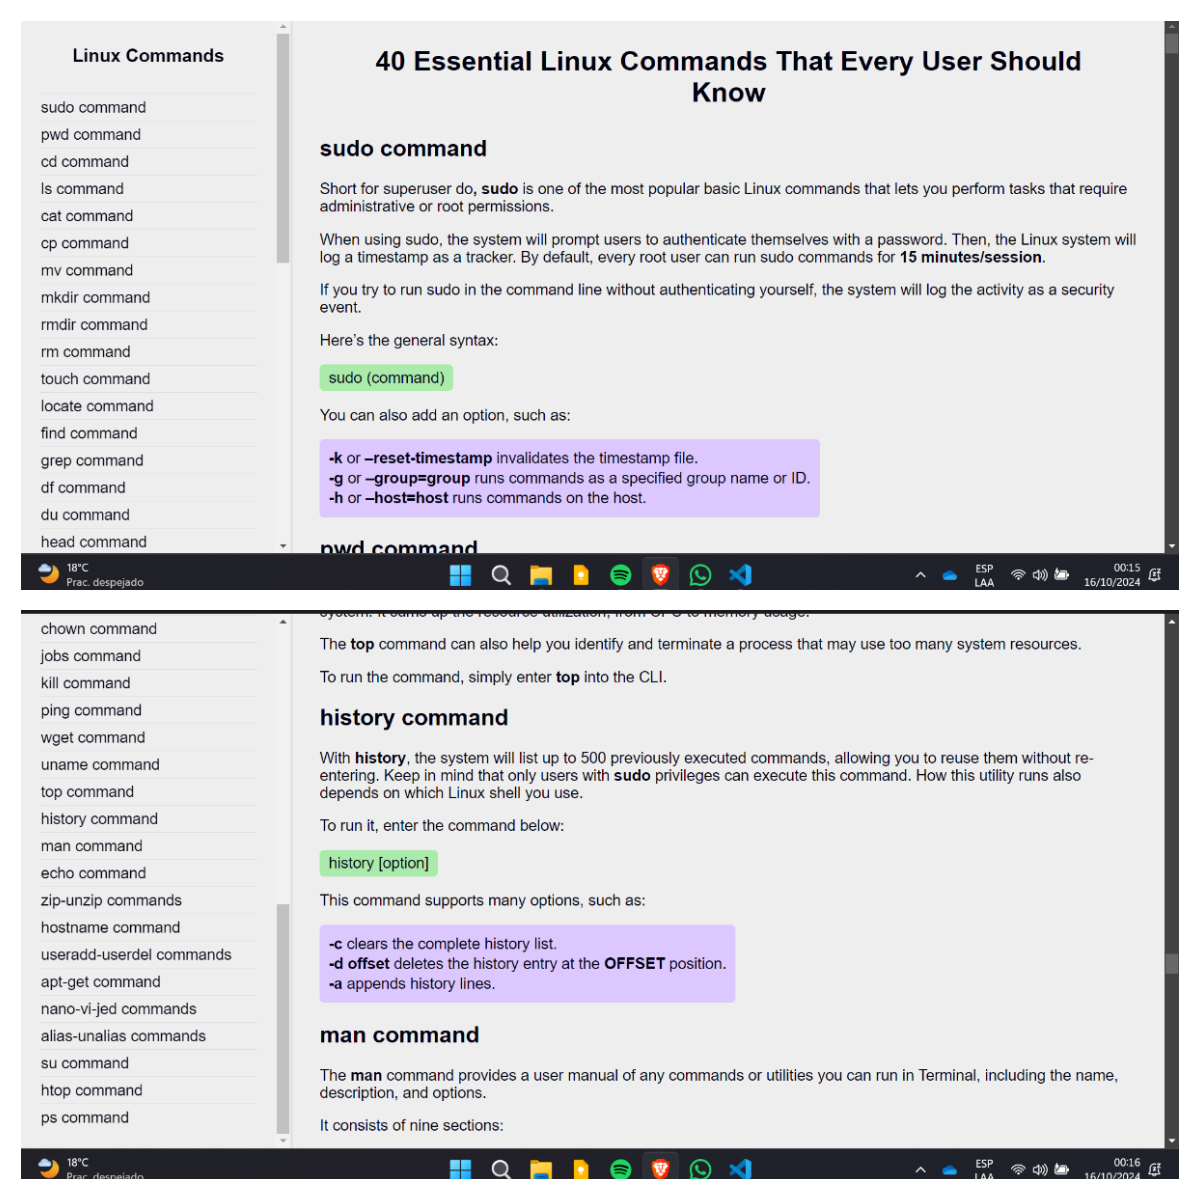 Linux Commands
sudo command
pwd command
cd command
ls command
cat command
cp command
mv command
mkdir command
rmdir command
rm command
touch command
locate command
find command
grep command
df command
du command
head command
40 Essential Linux Commands That Every User Should
Know
sudo command
Short for superuser do, sudo is one of the most popular basic Linux commands that lets you perform tasks that require
administrative or root permissions.
When using sudo, the system will prompt users to authenticate themselves with a password. Then, the Linux system will
log a timestamp as a tracker. By default, every root user can run sudo commands for 15 minutes/session.
If you try to run sudo in the command line without authenticating yourself, the system will log the activity as a security
event.
Here’s the general syntax:
sudo (command)
You can also add an option, such as:
-k or –reset-timestamp invalidates the timestamp file.
-g or –group=group runs commands as a specified group name or ID.
-h or –host=host runs commands on the host.
pwd command
18°C
Prac. despejado
ESP
LAA
00:15
16/10/2024
chown command
jobs command
kill command
ping command
wget command
uname command
top command
history command
man command
echo command
zip-unzip commands
hostname command
useradd-userdel commands
apt-get command
nano-vi-jed commands
alias-unalias commands
su command
htop command
ps command
system. It sums up the resource utilization, from CPU to memory usage.
The top command can also help you identify and terminate a process that may use too many system resources.
To run the command, simply enter top into the CLI.
history command
With history, the system will list up to 500 previously executed commands, allowing you to reuse them without re-
entering. Keep in mind that only users with sudo privileges can execute this command. How this utility runs also
depends on which Linux shell you use.
To run it, enter the command below:
history [option]
This command supports many options, such as:
-c clears the complete history list.
-d offset deletes the history entry at the OFFSET position.
-a appends history lines.
man command
The man command provides a user manual of any commands or utilities you can run in Terminal, including the name,
description, and options.
It consists of nine sections:
18°C
Prac. despejado
ESP
LAA
00:16
16/10/2024